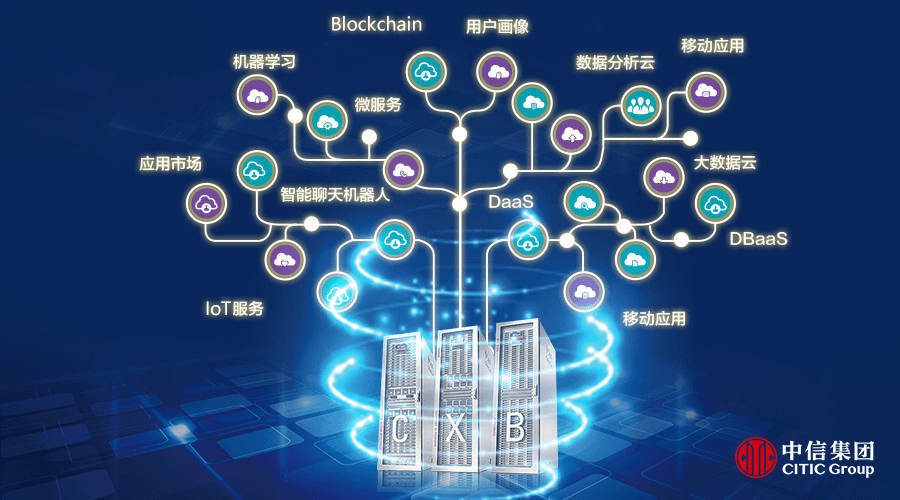 Blockchain
用户画像
移动应用
机器学习
数据分析云
微服务
应用市场
大数据云
智能聊天机器人
DaaS
DBaaS
IoT服务
移动应用
C X B
中信集团
CITIC Group